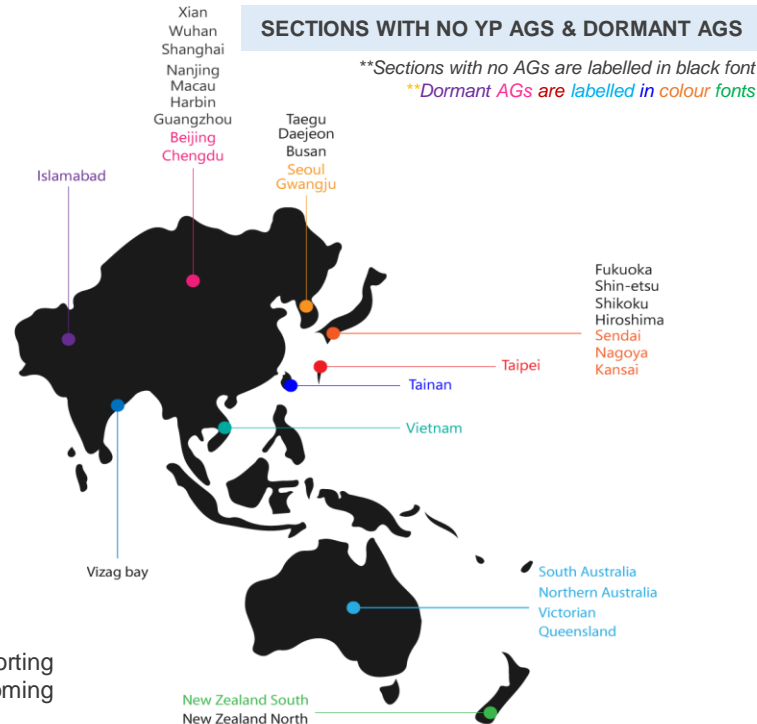 SECTIONS WITH NO YP AGS & DORMANT AGS
**Sections with no AGs are labelled in black font
**Dormant AGs are labelled in colour fonts
Xian
Wuhan
Shanghai
Nanjing
Macau
Harbin
Guangzhou
Beijing
Chengdu
Taegu
Daejeon
Busan
Seoul
Gwangju
Islamabad
Fukuoka
Shin-etsu
Shikoku
Hiroshima
Sendai
Nagoya
Kansai
Taipei
Tainan
Vietnam
Vizag bay
South Australia
Northern Australia
Victorian
Queensland
orting
oming
New Zealand South
New Zealand North